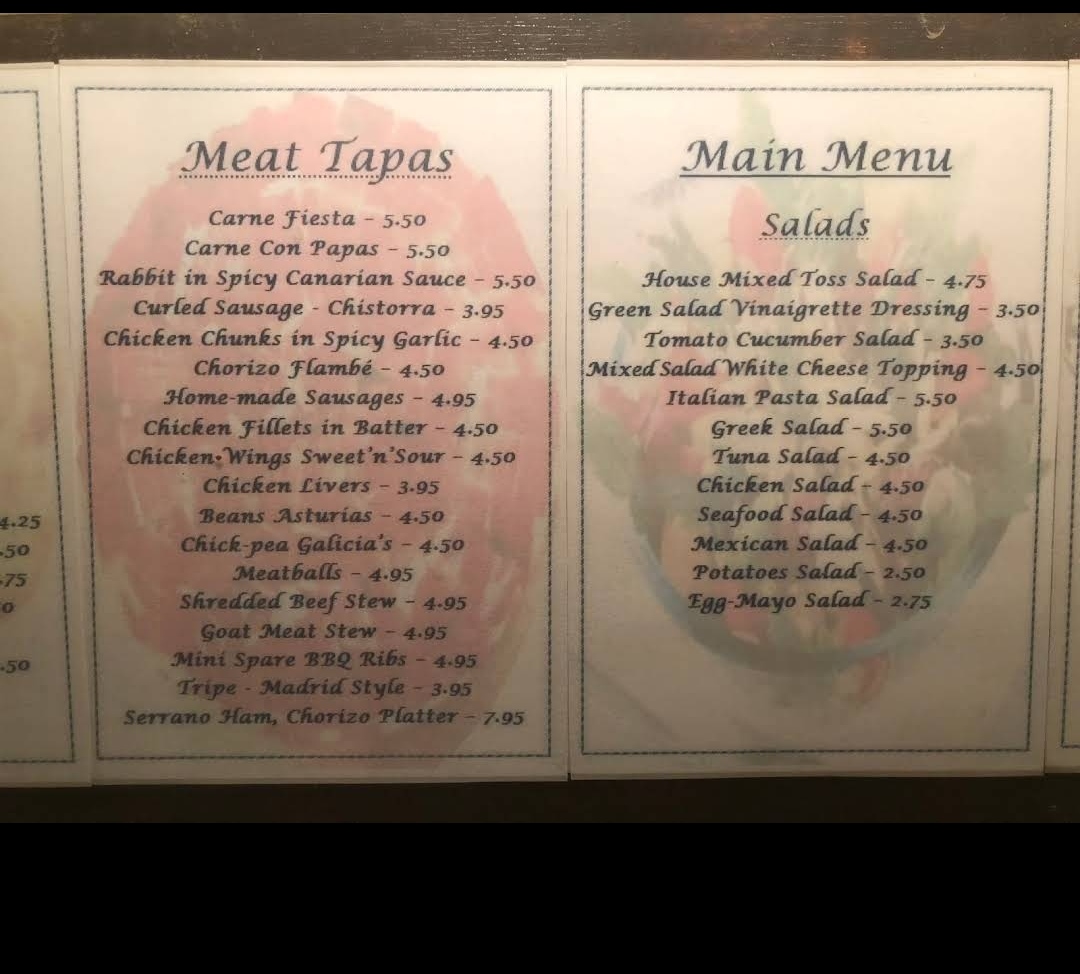 4.25
.50
.75
.50
Meat Tapas
Carne Fiesta - 5.50
Carne Con Papas - 5.50
Rabbit in Spicy Canarian Sauce - 5.50
Curled Sausage - Chistorra - 3.95
Chicken Chunks in Spicy Garlic - 4.50
Chorizo Flambé - 4.50
Home-made Sausages - 4.95
Chicken Fillets in Batter - 4.50
Chicken Wings Sweet'n'Sour - 4.50
Chicken Livers - 3.95
Beans Asturias - 4.50
Chick-pea Galicia's - 4.50
Meatballs - 4.95
Shredded Beef Stew - 4.95
Goat Meat Stew - 4.95
Mini Spare BBQ Ribs - 4.95
Tripe - Madrid Style - 3.95
Serrano Ham, Chorizo Platter - 7.95
Main Menu
Salads
House Mixed Toss Salad - 4.75
Green Salad Vinaigrette Dressing - 3.50
Tomato Cucumber Salad - 3.50
Mixed Salad White Cheese Topping - 4.50
Italian Pasta Salad - 5.50
Greek Salad - 5.50
Tuna Salad - 4.50
Chicken Salad - 4.50
Seafood Salad - 4.50
Mexican Salad - 4.50
Potatoes Salad - 2.50
Egg-Mayo Salad - 2.75